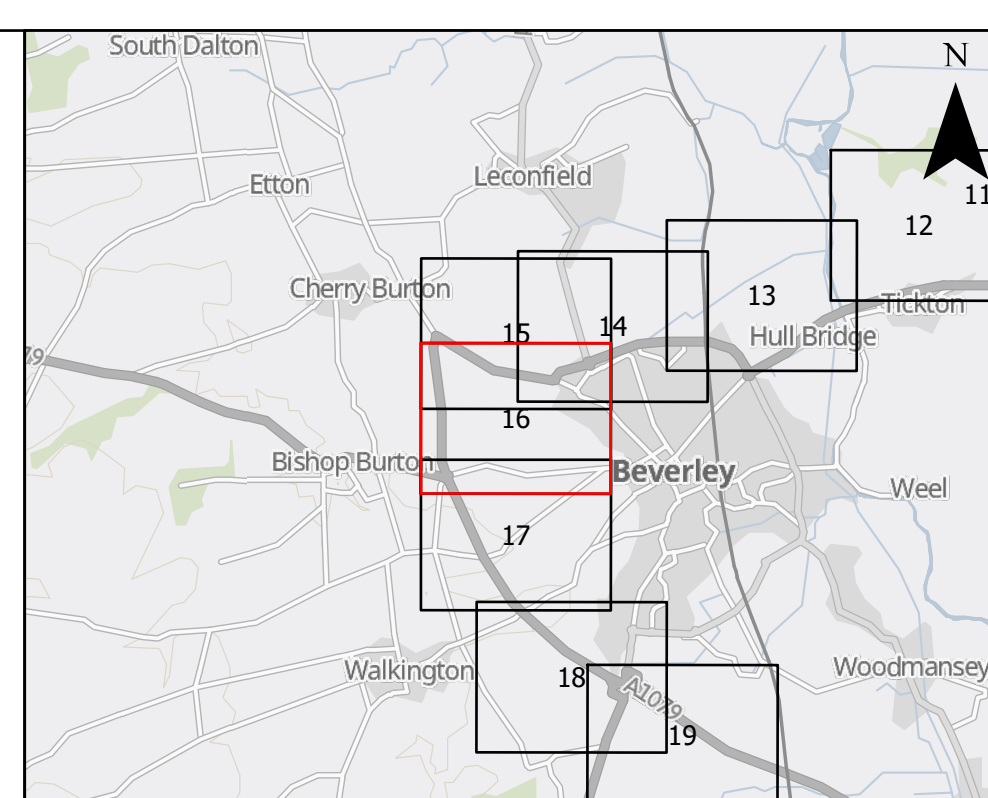 South Dalton
N
Leconfield
Etton
11
12
Cherry Burton
13
Tickton
15
14
Hull Bridge
79
16
Bishop Burton
Beverley
Weel
17
Walkington
18
Woodmansey
A1079
19